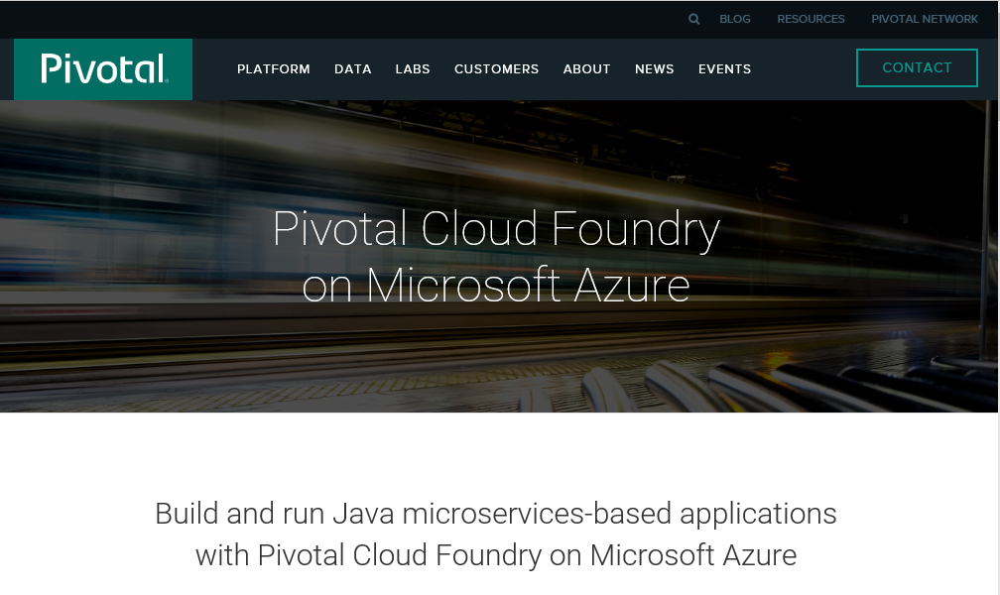 BLOG RESOURCES PIVOTAL NETWORK
Pivotal PLATFORM DATA LABS CUSTOMERS ABOUT NEWS EVENTS CONTACT
Pivotal Cloud Foundry
on Microsoft Azure
Build and run Java microservices-based applications
with Pivotal Cloud Foundry on Microsoft Azure